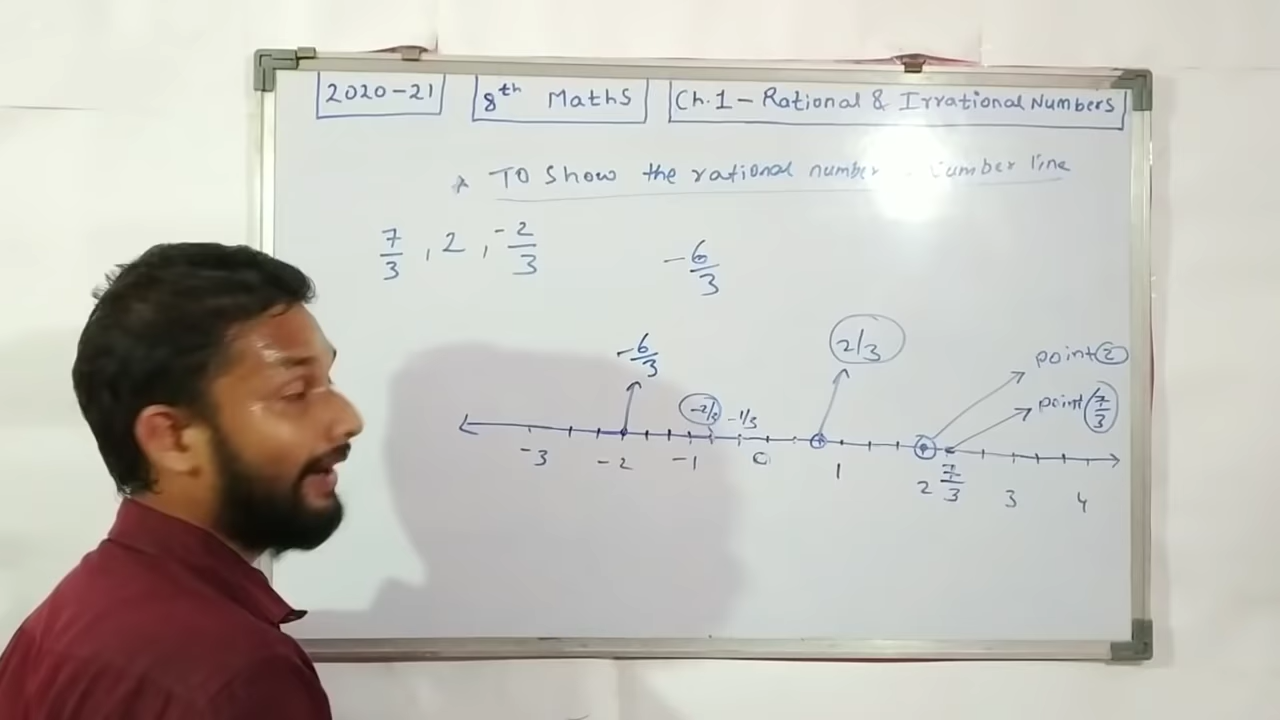 2020-21 8th Maths Ch.1 - Rational & Irrational Numbers
* To show the rational number number line
7/3 , 2 , -2/3 -6/3
-6/3 2/3 point 2
-2/3 -1/3 point 7/3
-3 -2 -1 0 1 2 7/3 3 4